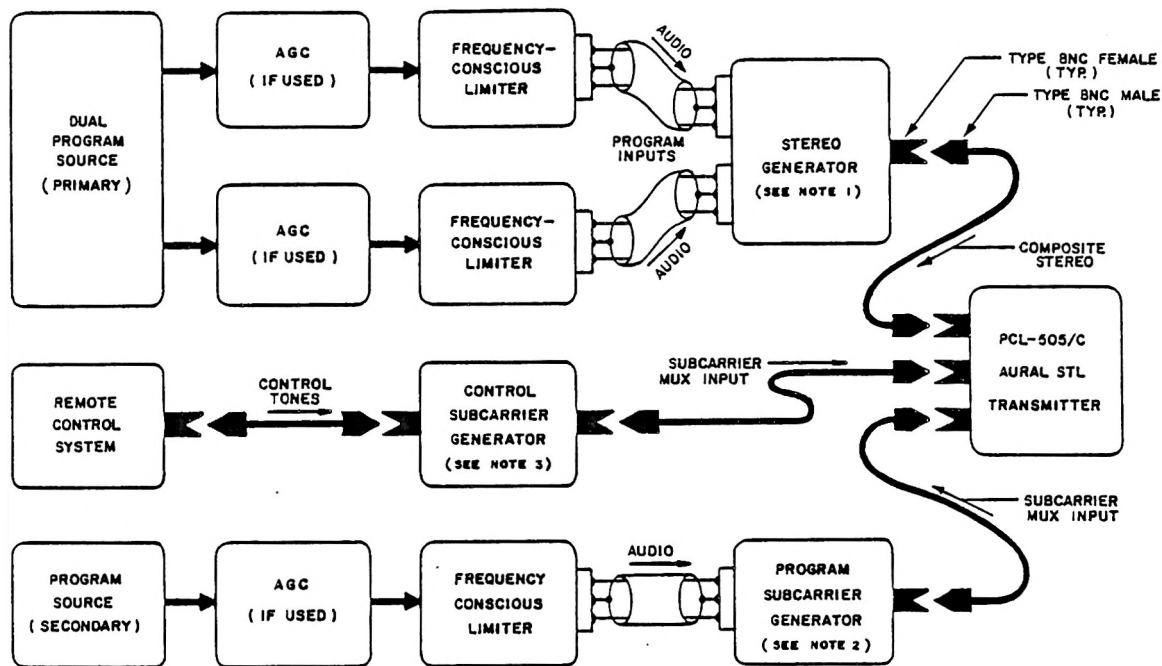 DUAL
PROGRAM
SOURCE
(PRIMARY)
AGC
(IF USED)
FREQUENCY-
CONSCIOUS
LIMITER
AUDIO
AGC
(IF USED)
FREQUENCY-
CONSCIOUS
LIMITER
AUDIO
PROGRAM
INPUTS
STEREO
GENERATOR
(SEE NOTE 1)
TYPE BNC FEMALE
(TYP.)
TYPE BNC MALE
(TYP.)
COMPOSITE
STEREO
REMOTE
CONTROL
SYSTEM
CONTROL
TONES
CONTROL
SUBCARRIER
GENERATOR
(SEE NOTE 3)
SUBCARRIER
MUX INPUT
PCL-505/C
AURAL STL
TRANSMITTER
SUBCARRIER
MUX INPUT
PROGRAM
SOURCE
(SECONDARY)
AGC
(IF USED)
FREQUENCY
CONSCIOUS
LIMITER
AUDIO
PROGRAM
SUBCARRIER
GENERATOR
(SEE NOTE 2)